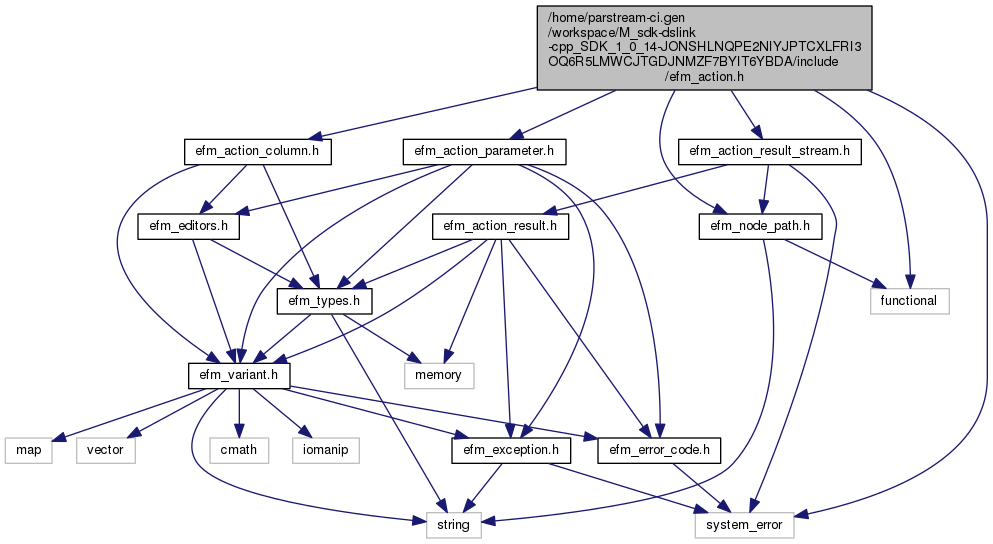 /home/parstream-ci.gen
/workspace/M_sdk-dslink
-cpp_SDK_1_0_14-JONSHLNQPE2NIYJPTCXLFRI3
OQ6R5LMWCJTGDJNMZF7BYIT6YBDA/include
/efm_action.h
efm_action_column.h
efm_action_parameter.h
efm_action_result_stream.h
efm_editors.h
efm_action_result.h
efm_node_path.h
efm_types.h
functional
efm_variant.h
memory
map
vector
cmath
iomanip
efm_exception.h
efm_error_code.h
string
system_error